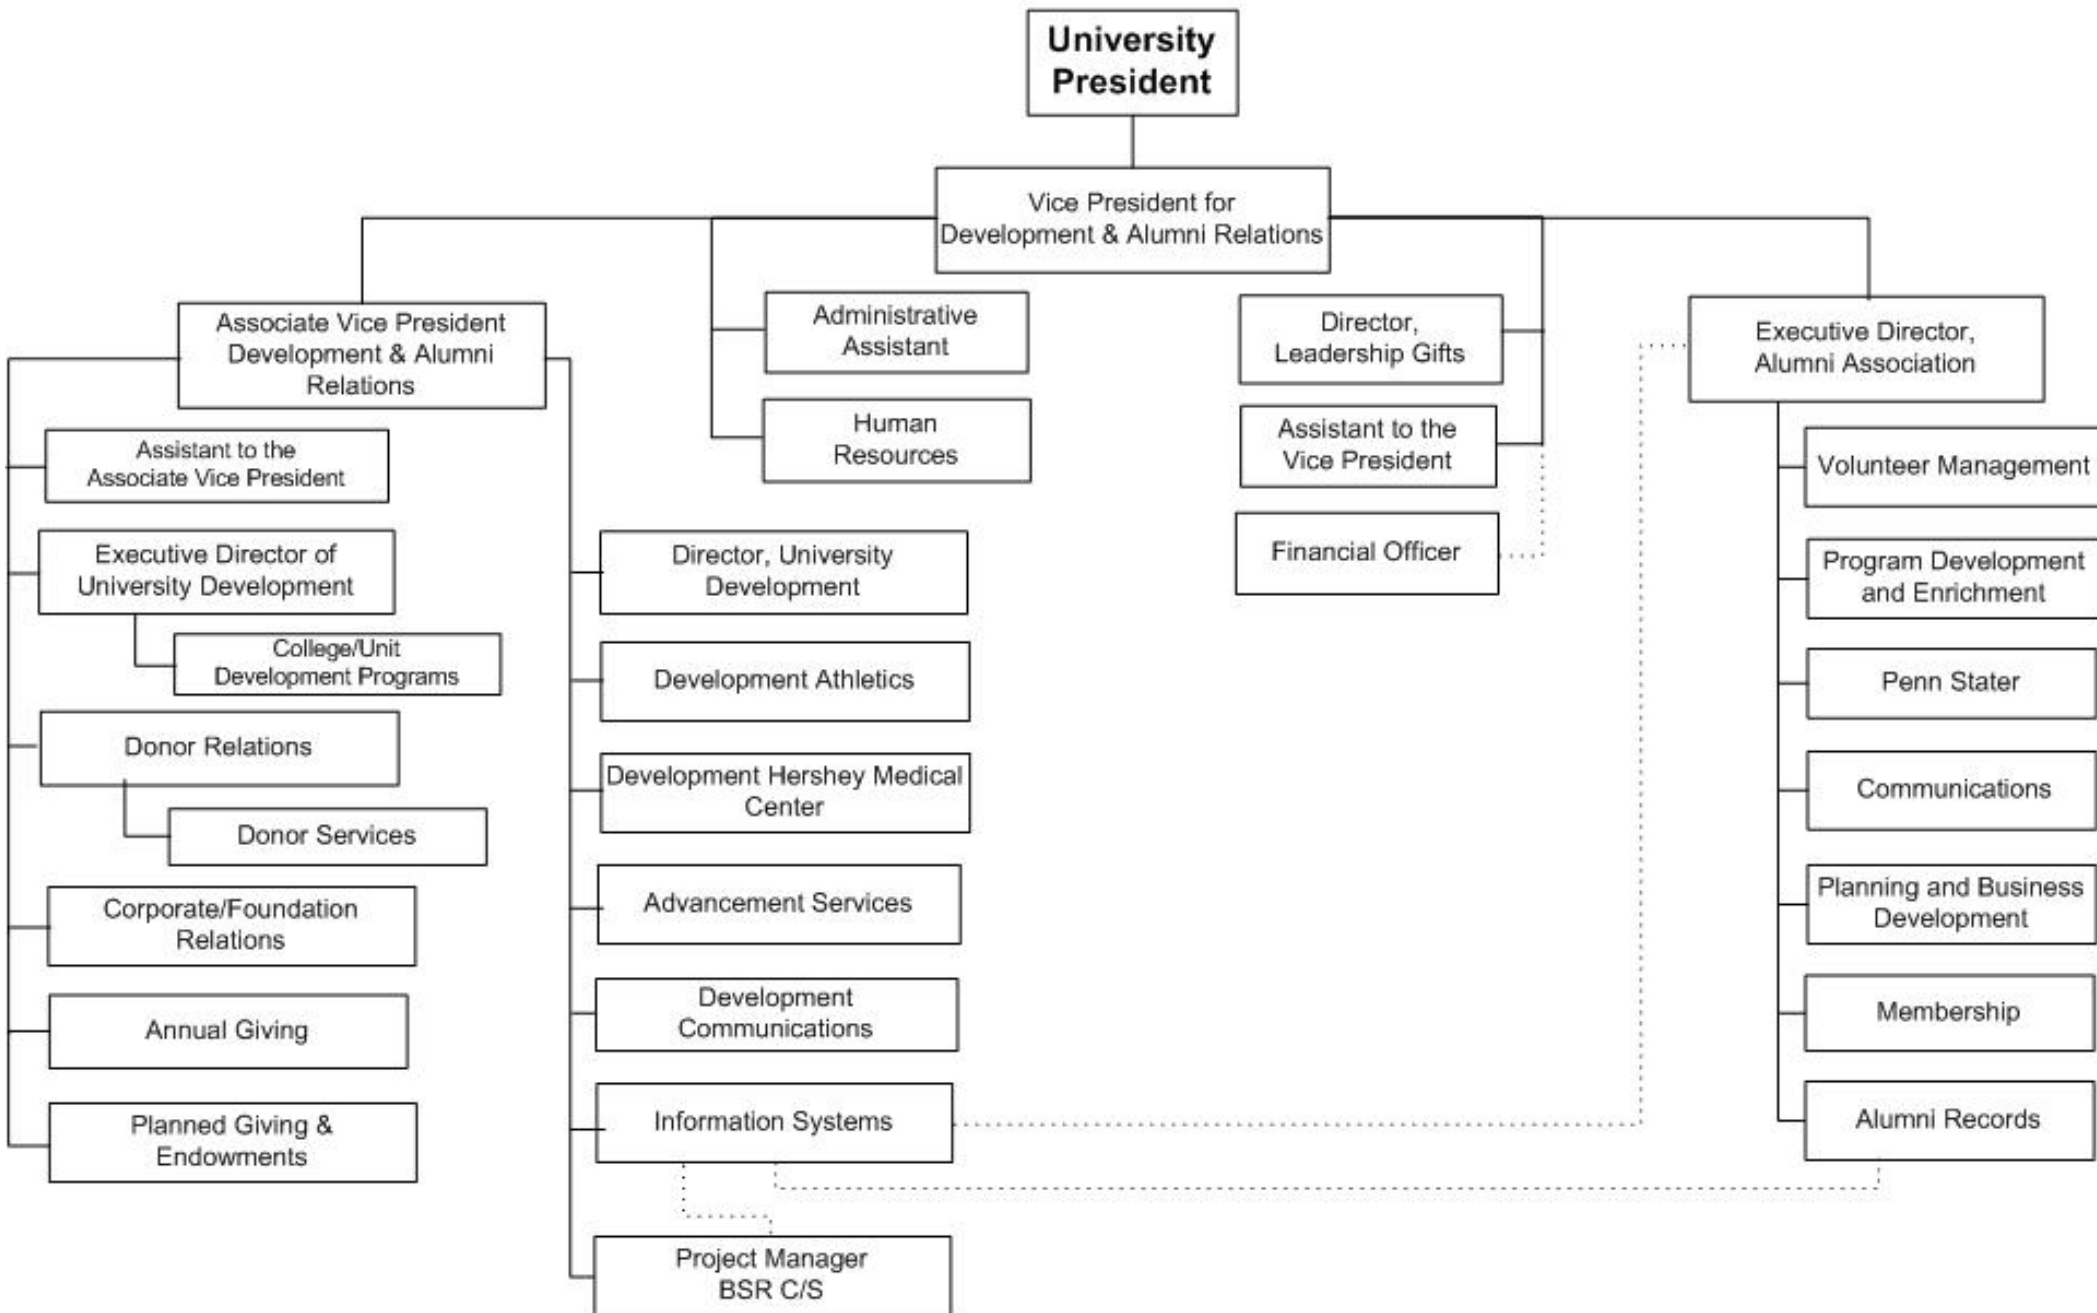 University
President
Vice President for
Development & Alumni Relations
Associate Vice President
Development & Alumni
Relations
Administrative
Assistant
Human
Resources
Director,
Leadership Gifts
Assistant to the
Vice President
Financial Officer
Executive Director,
Alumni Association
Assistant to the
Associate Vice President
Executive Director of
University Development
College/Unit
Development Programs
Donor Relations
Donor Services
Corporate/Foundation
Relations
Annual Giving
Planned Giving &
Endowments
Director, University
Development
Development Athletics
Development Hershey Medical
Center
Advancement Services
Development
Communications
Information Systems
Project Manager
BSR C/S
Volunteer Management
Program Development
and Enrichment
Penn Stater
Communications
Planning and Business
Development
Membership
Alumni Records